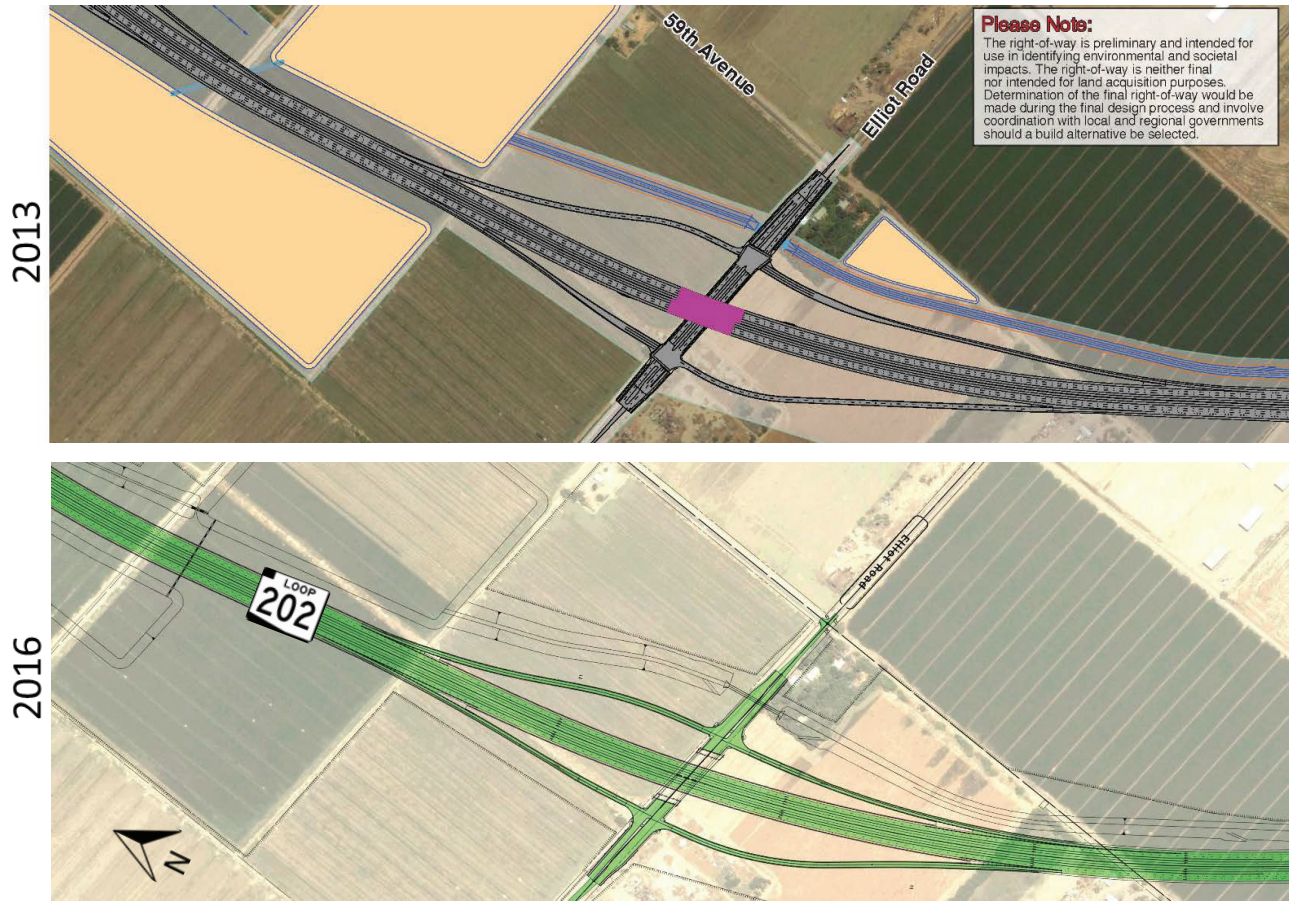 2013
59th Avenue
Elliot Road
Please Note:
The right-of-way is preliminary and intended for
use in identifying environmental and societal
impacts. The right-of-way is neither final
nor intended for land acquisition purposes.
Determination of the final right-of-way would be
made during the final design process and involve
coordination with local and regional governments
should a build alternative be selected.
2016
LOOP
202
Elliot Road
N